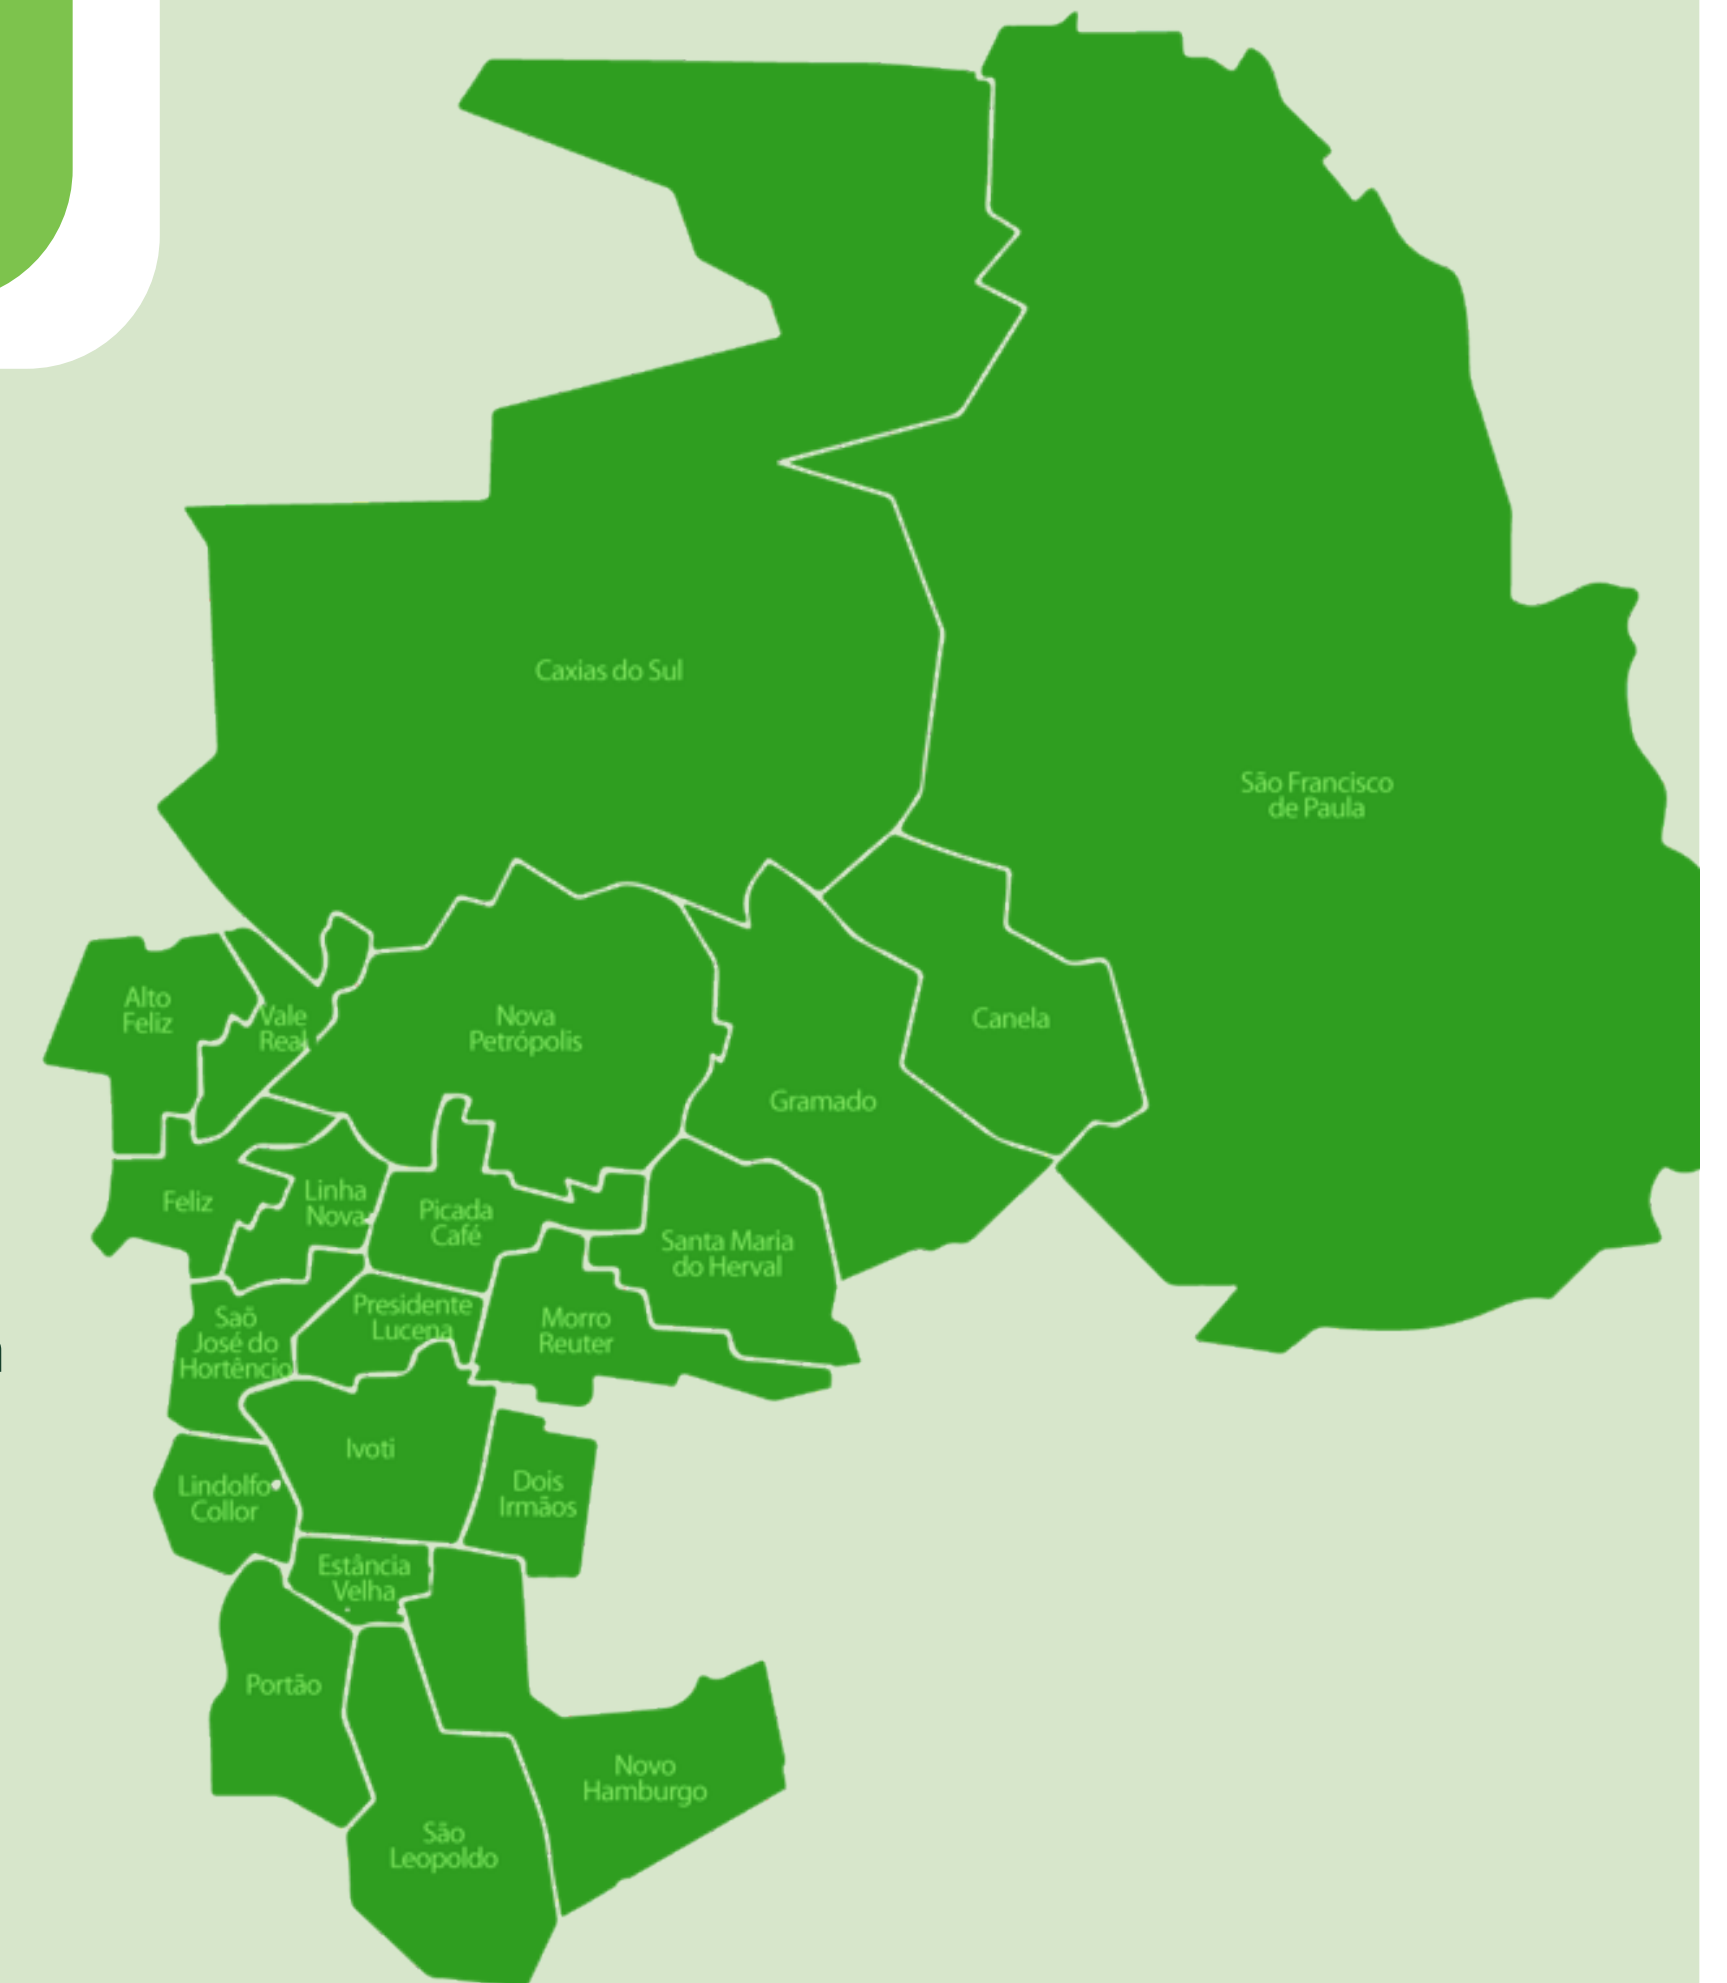 Caxias do Sul
São Francisco
de Paula
Alto
Feliz
Vale
Real
Nova
Petrópolis
Canela
Gramado
Feliz
Linha
Nova
Picada
Café
Santa Maria
do Herval
Saõ
José do
Hortêncio
Presidente
Lucena
Morro
Reuter
Ivoti
Lindolfo
Collor
Dois
Irmãos
Estância
Velha
Portão
Novo
Hamburgo
São
Leopoldo